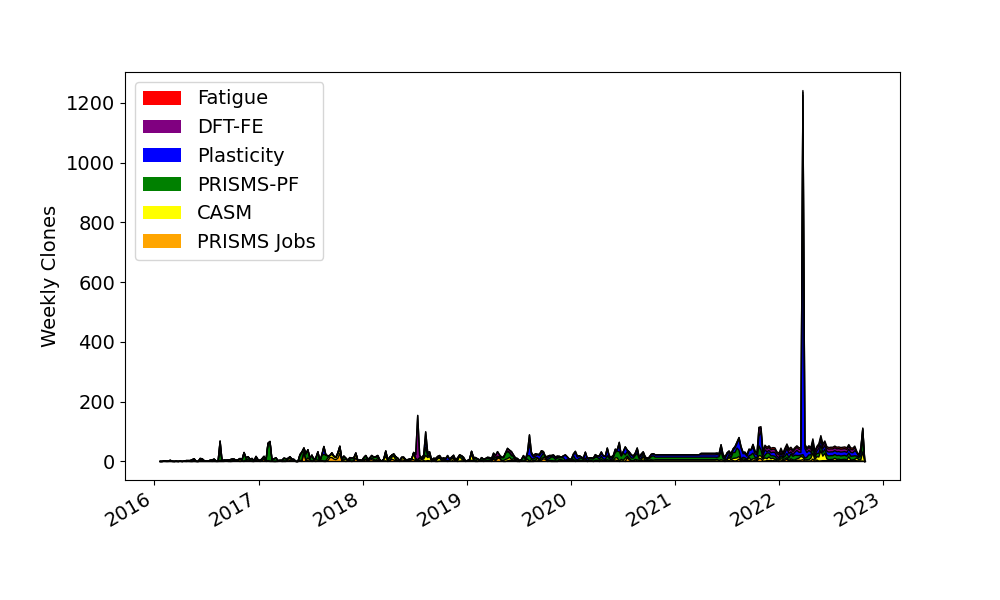 Fatigue
DFT-FE
Plasticity
PRISMS-PF
CASM
PRISMS Jobs
Weekly Clones
1200
1000
800
600
400
200
0
2016
2017
2018
2019
2020
2021
2022
2023